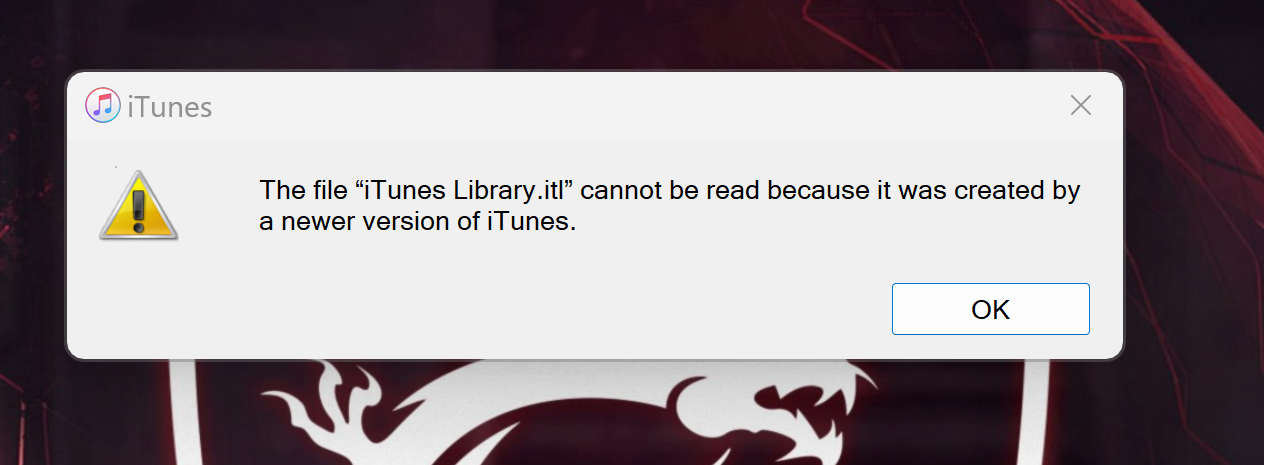 iTunes
The file “iTunes Library.itl” cannot be read because it was created by
a newer version of iTunes.
OK